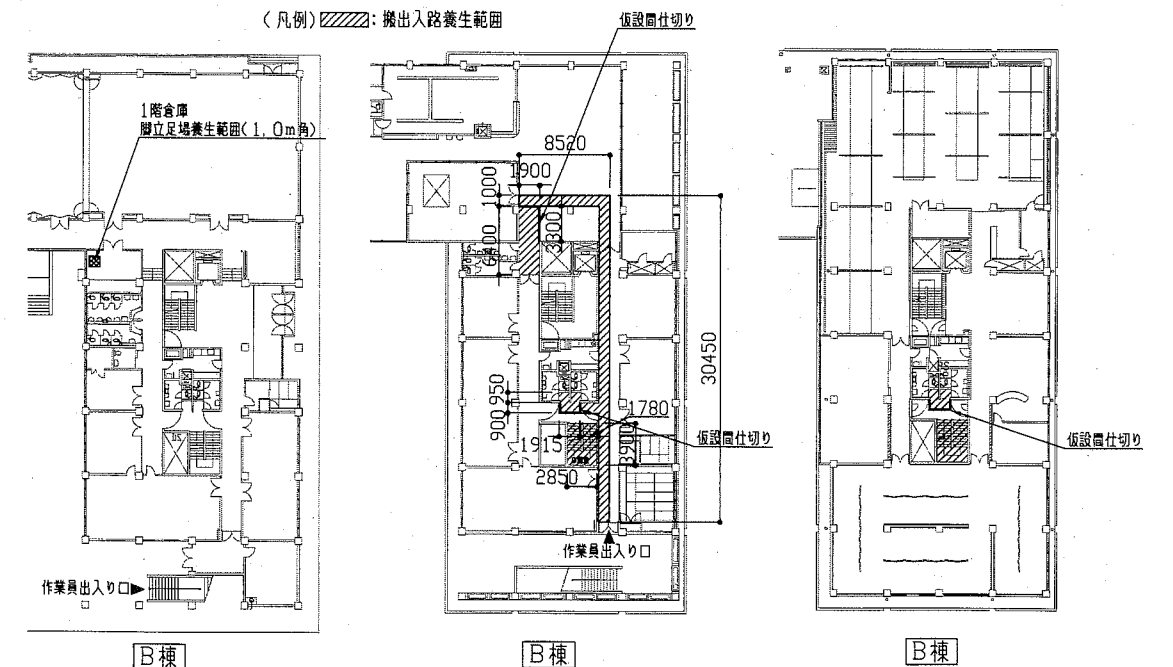 (凡例) : 搬出入路養生範囲
仮設間仕切り
1階倉庫
脚立足場養生範囲(1,0m角)
8520
1900
1000
3300
30450
950
900
1780
仮設間仕切り
1915
3900
2850
仮設間仕切り
作業員出入り口
作業員出入り口
B棟
B棟
B棟